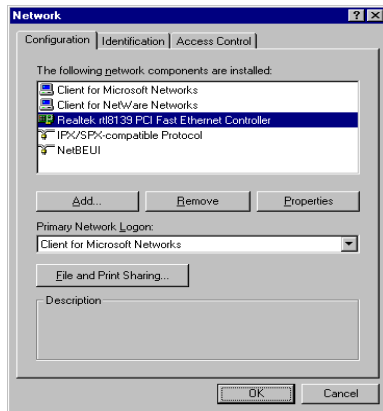 Network
Configuration Identification Access Control
The following network components are installed:
Client for Microsoft Networks
Client for NetWare Networks
Realtek rtl8139 PCI Fast Ethernet Controller
IPX/SPX-compatible Protocol
NetBEUI
Add... Remove Properties
Primary Network Logon:
Client for Microsoft Networks
File and Print Sharing...
Description
OK Cancel